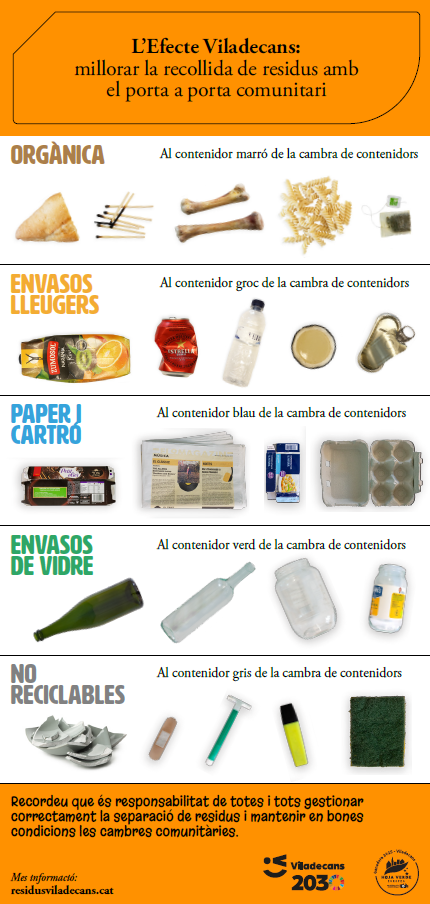 L'Efecte Viladecans:
millorar la recollida de residus amb
el porta a porta comunitari
ORGÀNICA
Al contenidor marró de la cambra de contenidors
ENVASOS
LLEUGERS
Al contenidor groc de la cambra de contenidors
ZUMOSOL
ESTRELLA
PAPER I
CARTRÓ
Al contenidor blau de la cambra de contenidors
ENVASOS
DE VIDRE
Al contenidor verd de la cambra de contenidors
NO
RECICLABLES
Al contenidor gris de la cambra de contenidors
Recordeu que és responsabilitat de totes i tots gestionar
correctament la separació de residus i mantenir en bones
condicions les cambres comunitàries.
Mes informació:
residusviladecans.cat
Viladecans
2030
HOJA VERDE